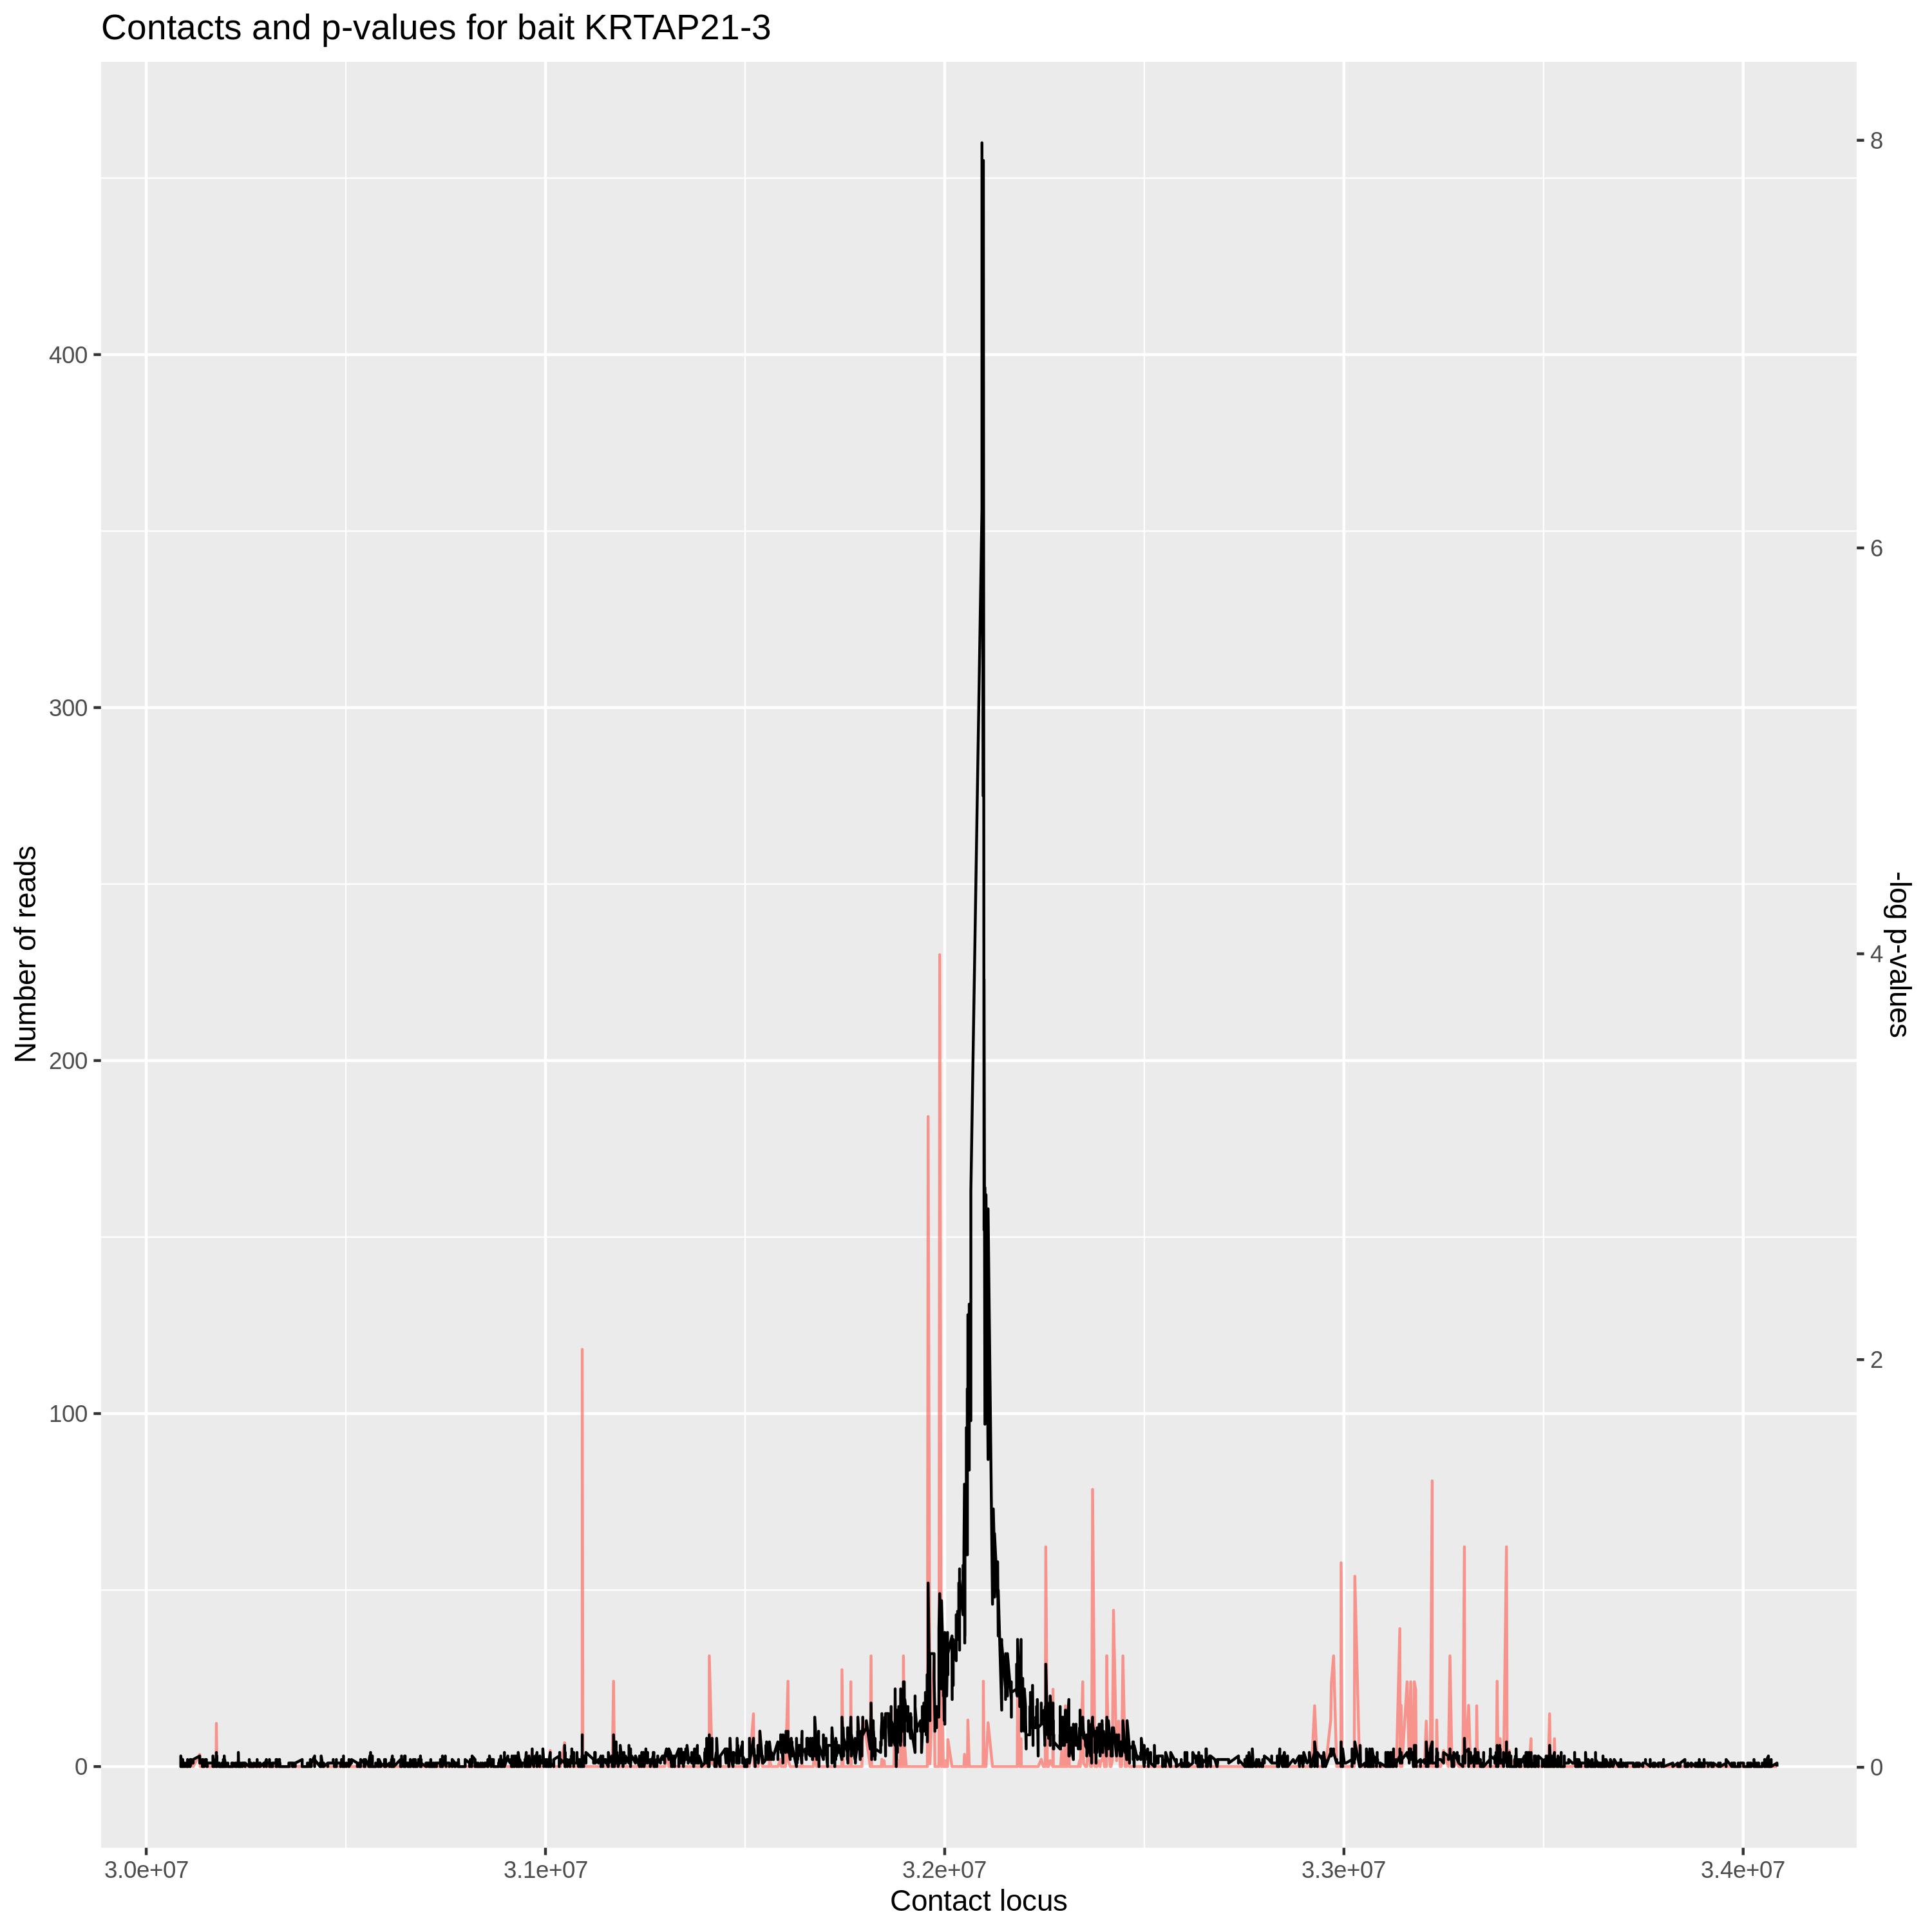 Contacts and p-values for bait KRTAP21-3
Number of reads
400
300
200
100
0
8
6
4
2
0
-log p-values
3.0e+07 3.1e+07 3.2e+07 3.3e+07 3.4e+07
Contact locus